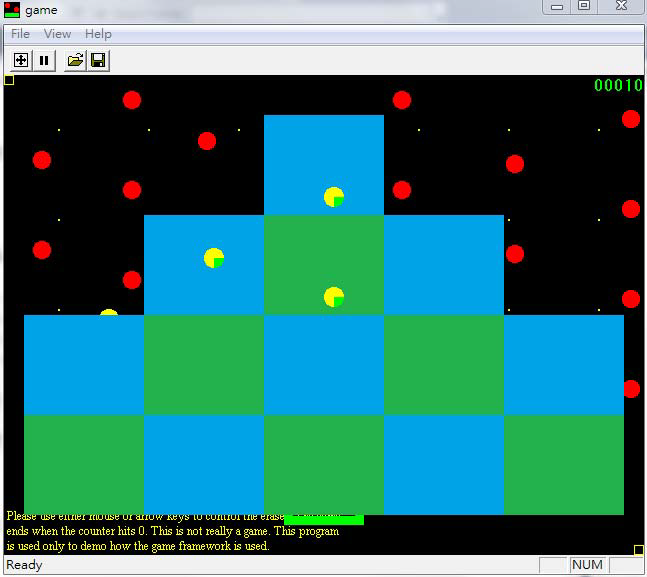 game
File View Help
00010
Please use either mouse or arrow keys to control the erase
ends when the counter hits 0. This is not really a game. This program
is used only to demo how the game framework is used.
Ready
NUM